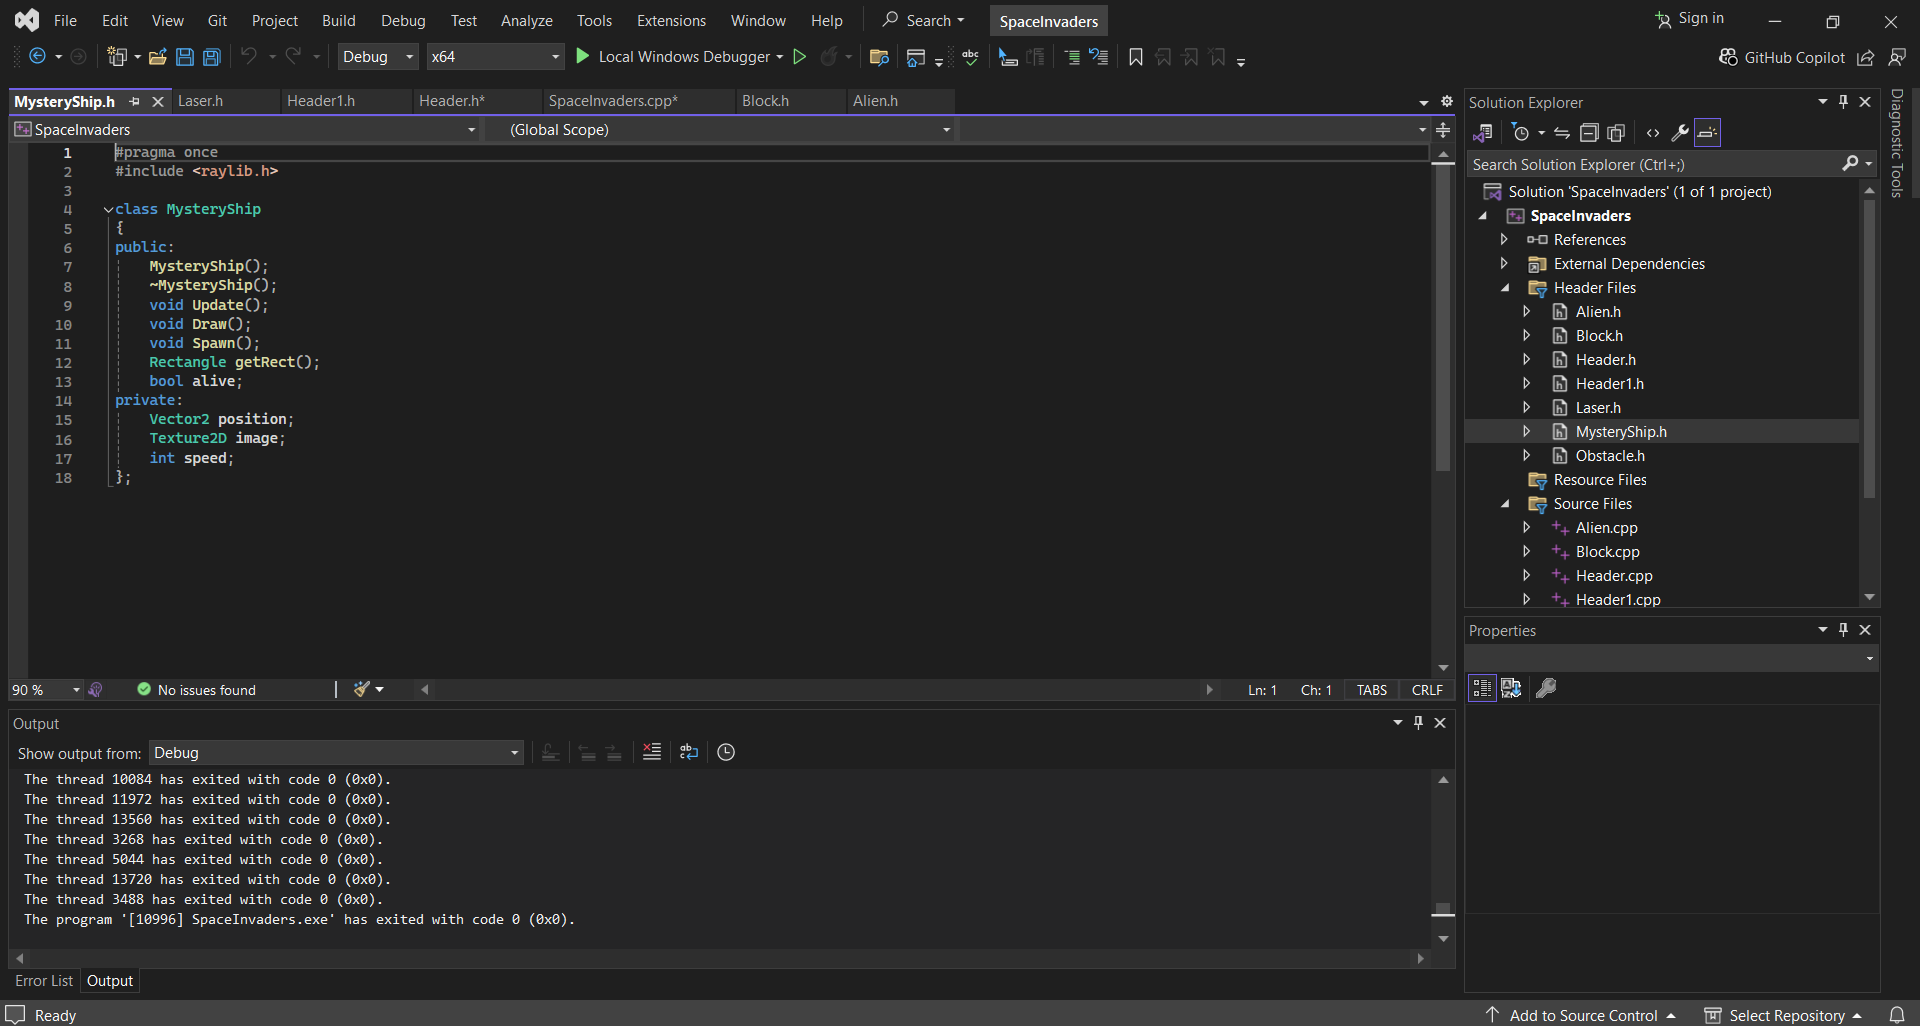 File Edit View Git Project Build Debug Test Analyze Tools Extensions Window Help Search SpaceInvaders Sign in
Debug x64 Local Windows Debugger GitHub Copilot
MysteryShip.h Laser.h Header1.h Header.h* SpaceInvaders.cpp* Block.h Alien.h
SpaceInvaders (Global Scope)
1 #pragma once
2 #include <raylib.h>
3
4 class MysteryShip
5 {
6 public:
7 MysteryShip();
8 ~MysteryShip();
9 void Update();
10 void Draw();
11 void Spawn();
12 Rectangle getRect();
13 bool alive;
14 private:
15 Vector2 position;
16 Texture2D image;
17 int speed;
18 };
90 % No issues found Ln: 1 Ch: 1 TABS CRLF
Output
Show output from: Debug
The thread 10084 has exited with code 0 (0x0).
The thread 11972 has exited with code 0 (0x0).
The thread 13560 has exited with code 0 (0x0).
The thread 3268 has exited with code 0 (0x0).
The thread 5044 has exited with code 0 (0x0).
The thread 13720 has exited with code 0 (0x0).
The thread 3488 has exited with code 0 (0x0).
The program '[10996] SpaceInvaders.exe' has exited with code 0 (0x0).
Error List Output
Solution Explorer
Search Solution Explorer (Ctrl+;)
Solution 'SpaceInvaders' (1 of 1 project)
SpaceInvaders
References
External Dependencies
Header Files
Alien.h
Block.h
Header.h
Header1.h
Laser.h
MysteryShip.h
Obstacle.h
Resource Files
Source Files
Alien.cpp
Block.cpp
Header.cpp
Header1.cpp
Properties
Diagnostic Tools
Ready Add to Source Control Select Repository